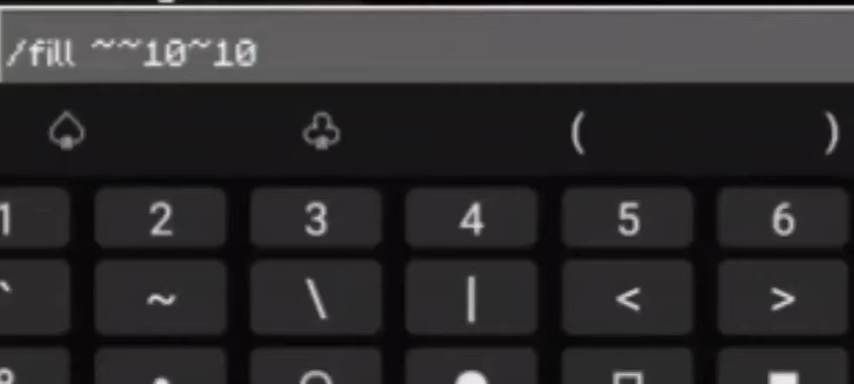 /fill ~~10~10
♤ ♧ ( )
1 2 3 4 5 6
` ~ \ | < >